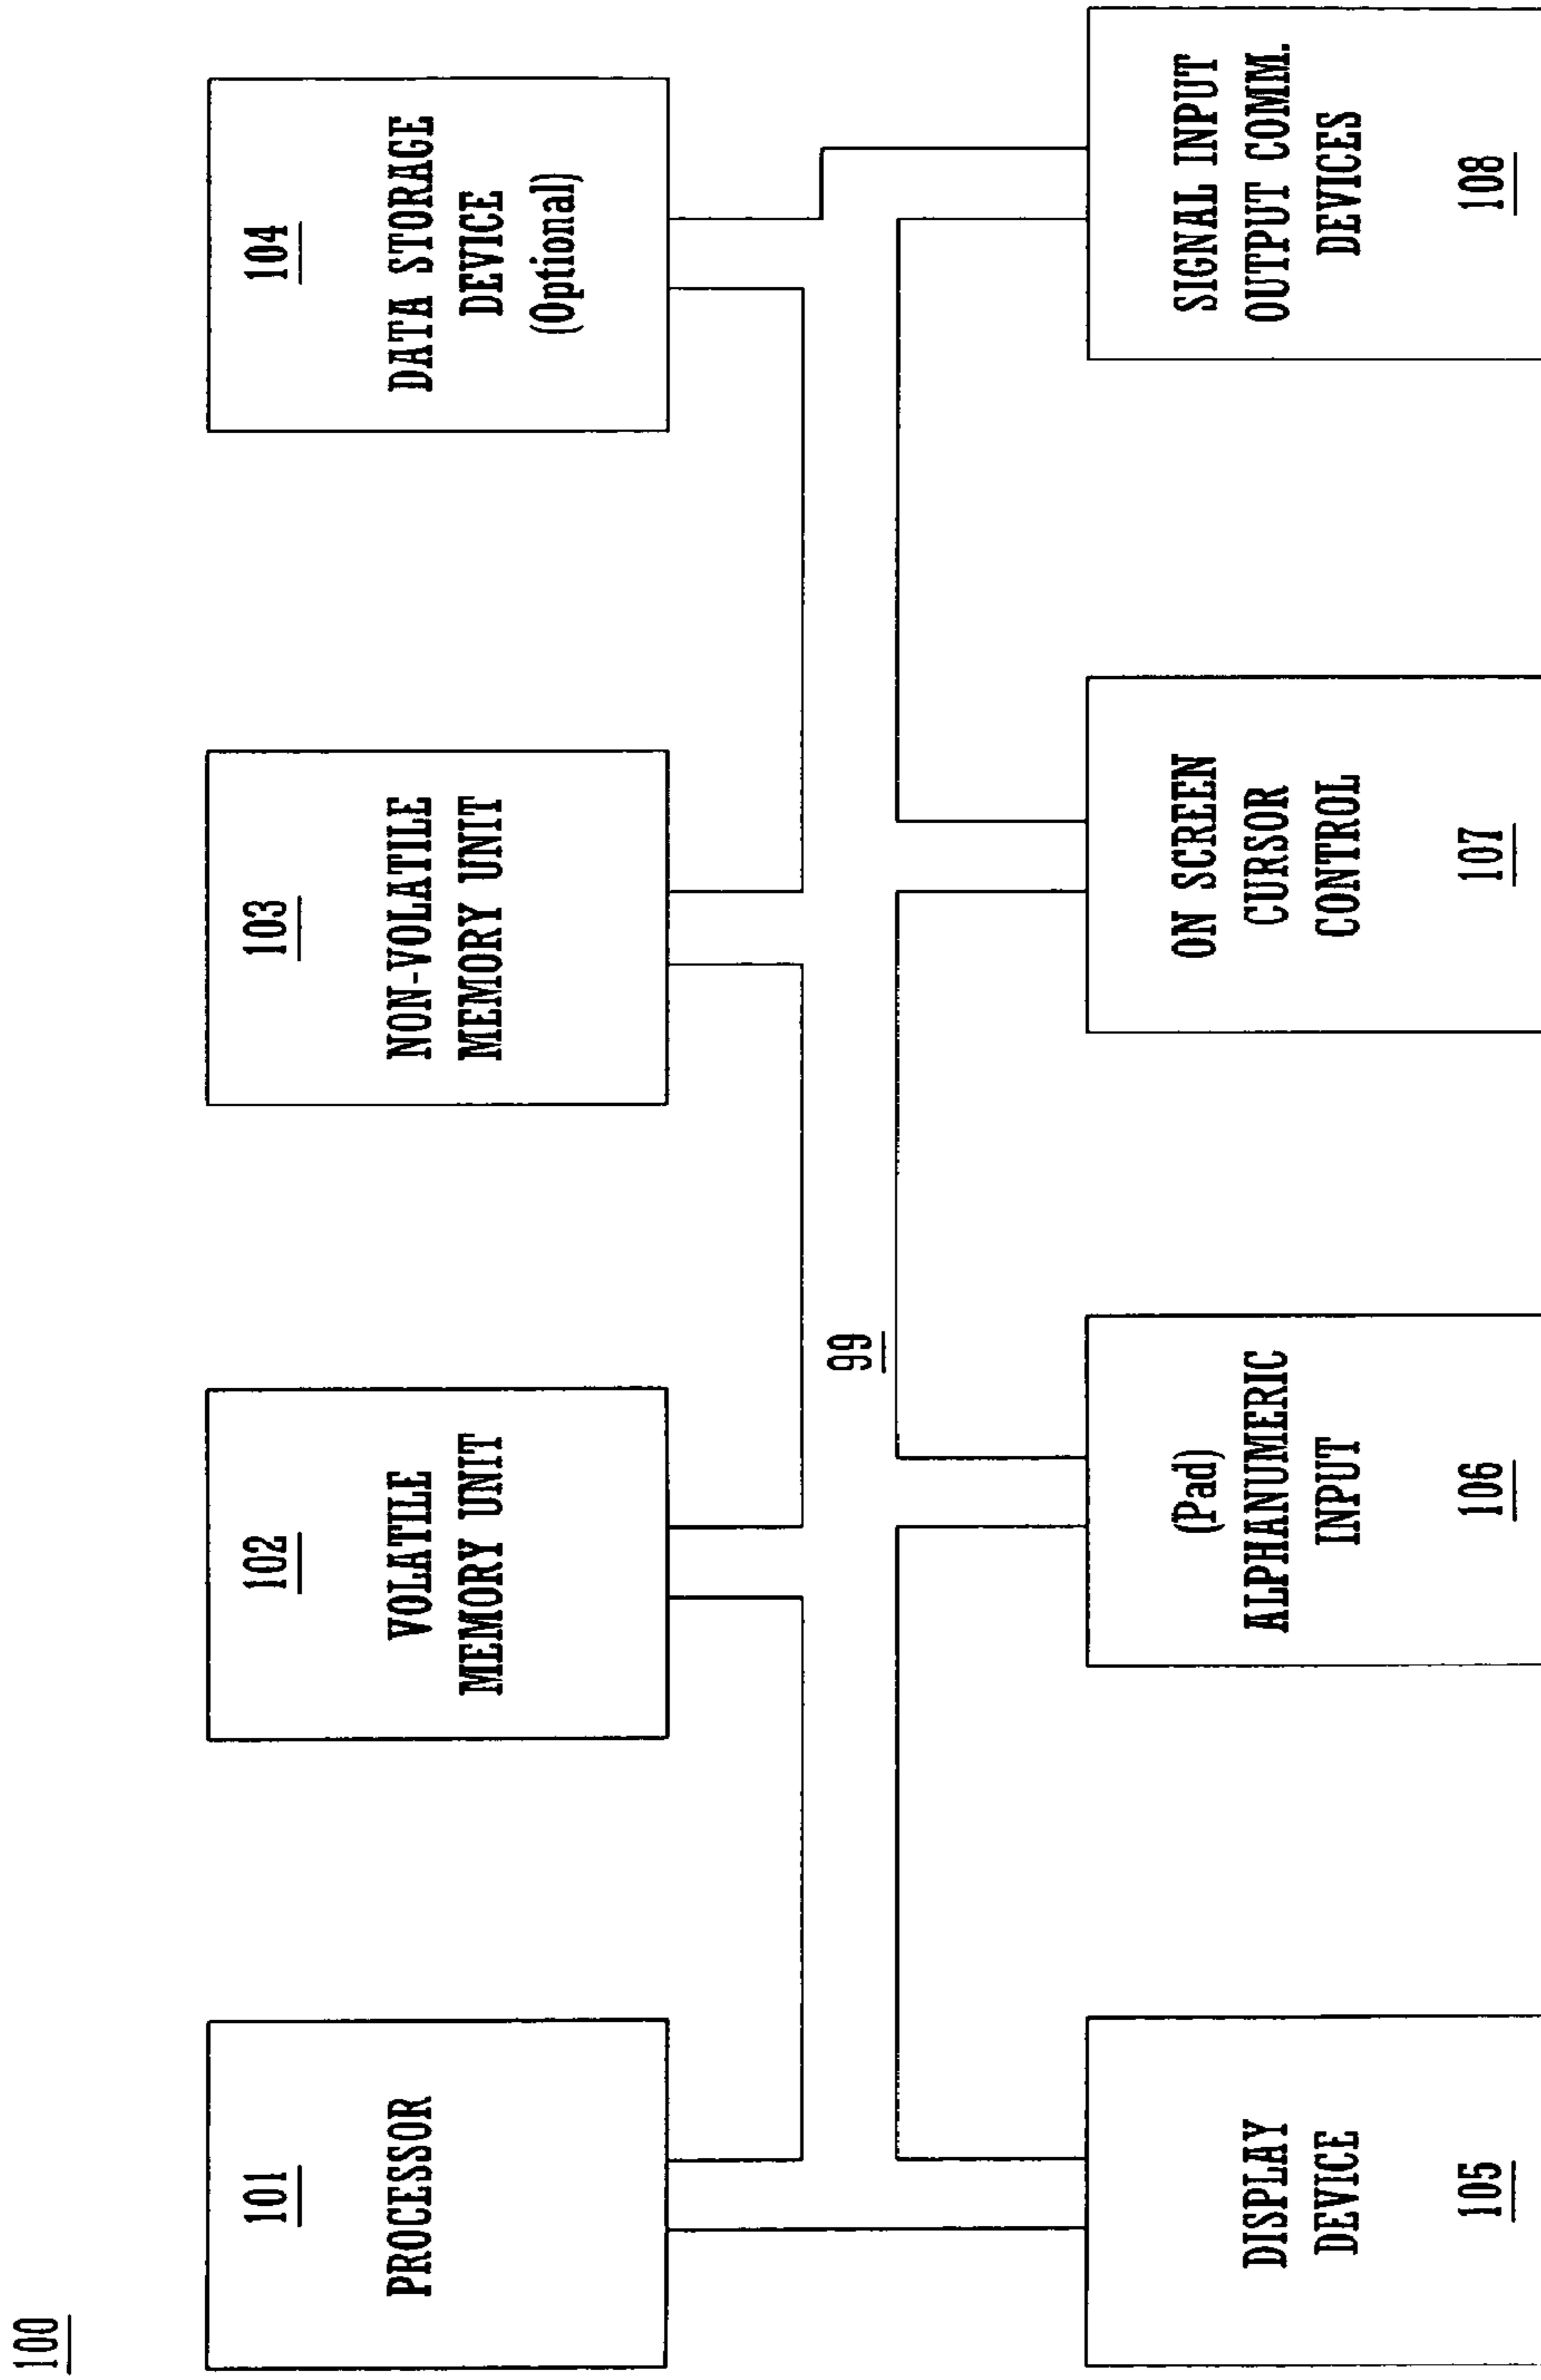 100
101
PROCESSOR
102
VOLATILE
MEMORY UNIT
103
NON-VOLATILE
MEMORY UNIT
104
DATA STORAGE
DEVICE
(Optional)
99
DISPLAY
DEVICE
105
(Pad)
ALPHANUMERIC
INPUT
106
ON SCREEN
CURSOR
CONTROL
107
SIGNAL INPUT
OUTPUT COMM.
DEVICES
108